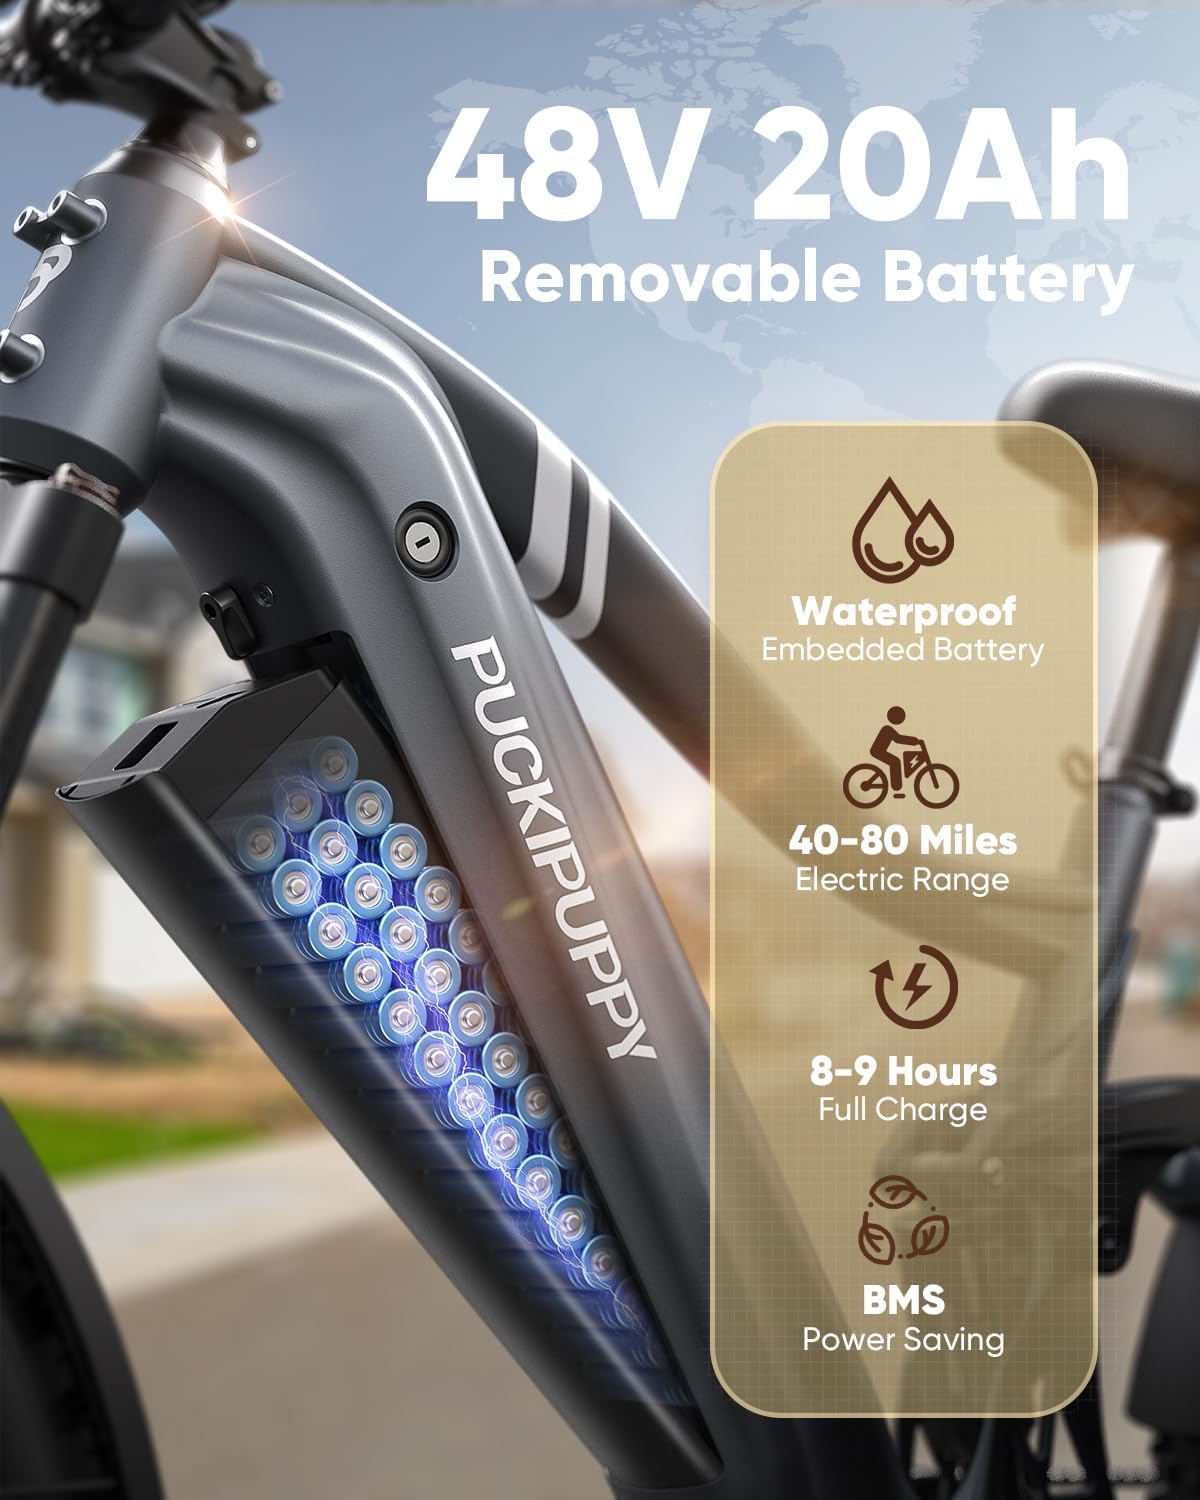 48V 20Ah
Removable Battery
PUCKIPUPPY
Waterproof
Embedded Battery
40-80 Miles
Electric Range
8-9 Hours
Full Charge
BMS
Power Saving